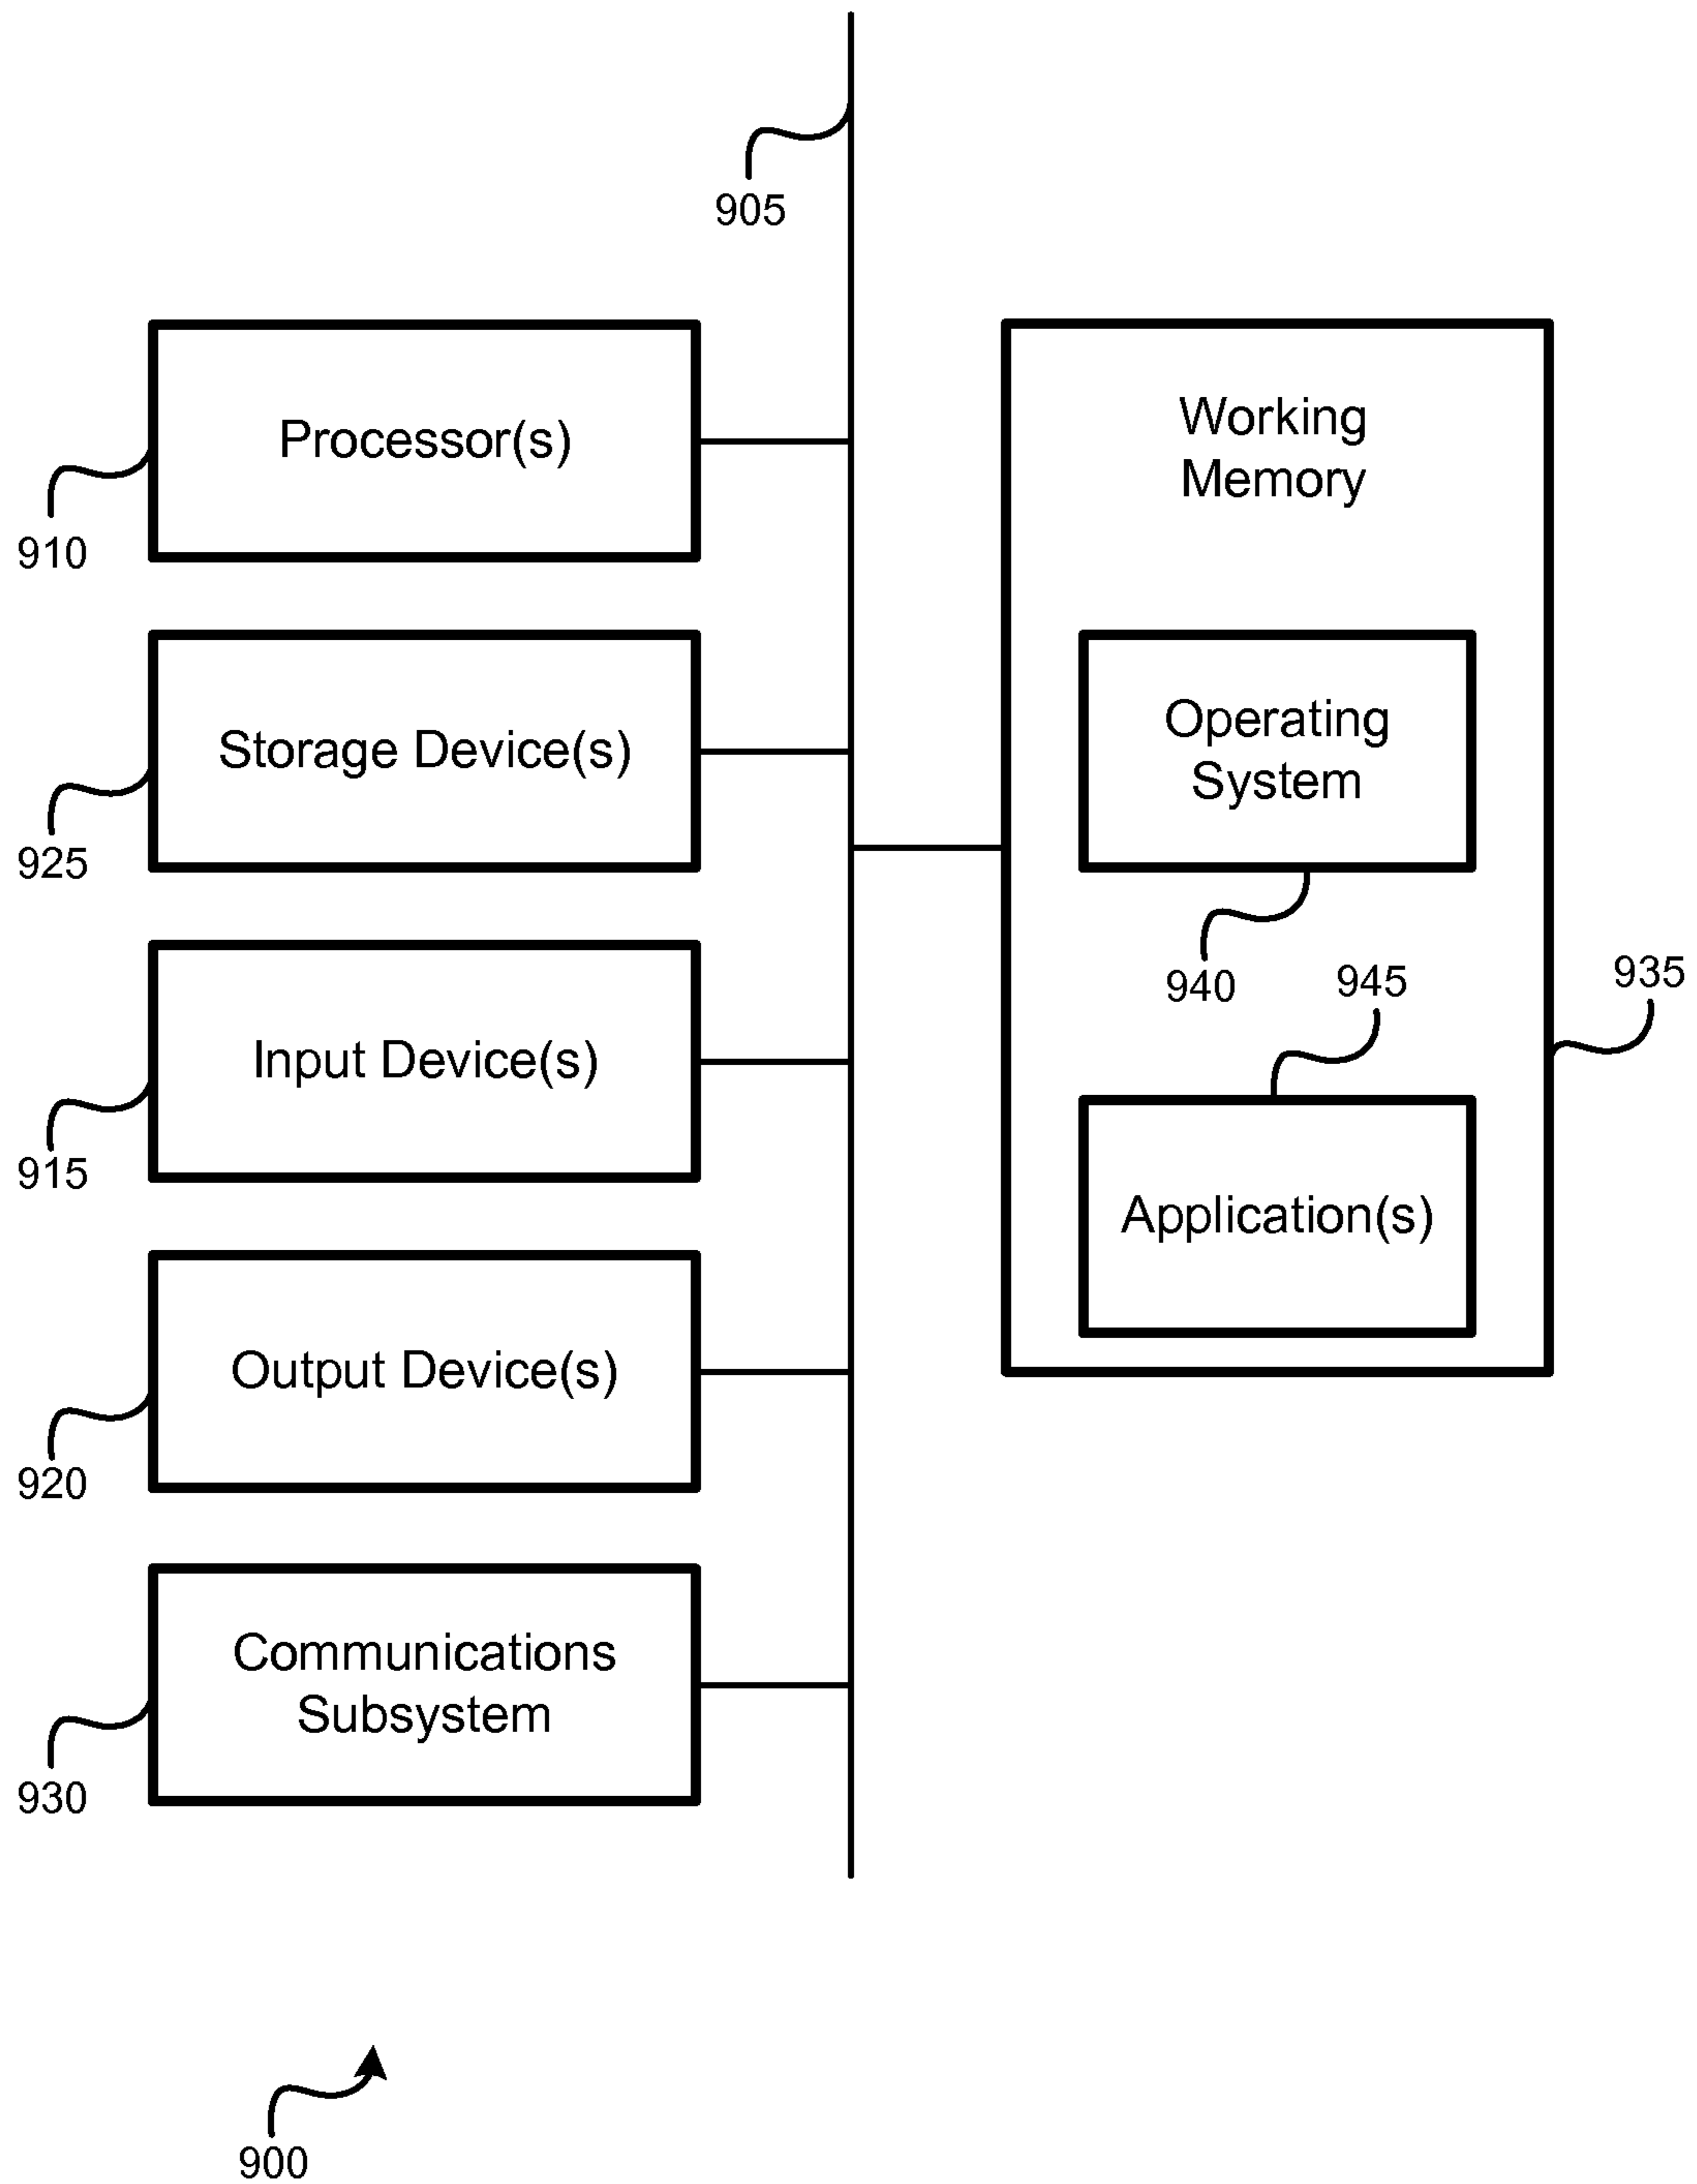 905
Processor(s)
910
Storage Device(s)
925
Input Device(s)
915
Output Device(s)
920
Communications
Subsystem
930
Working
Memory
Operating
System
940
945
935
Application(s)
900